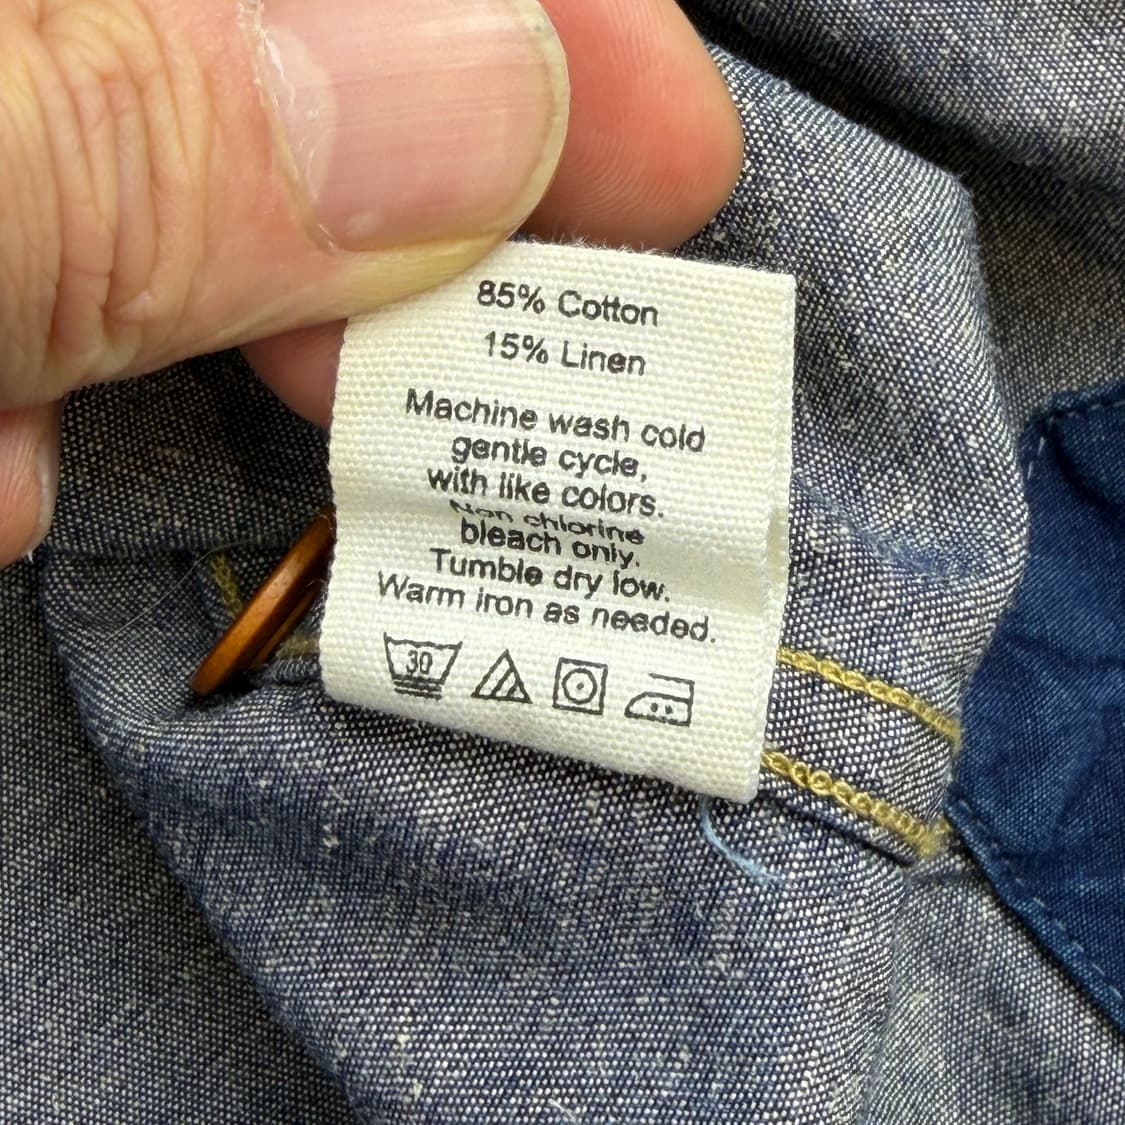 85% Cotton
15% Linen
Machine wash cold
gentle cycle,
with like colors.
Non chlorine
bleach only.
Tumble dry low.
Warm iron as needed.
30